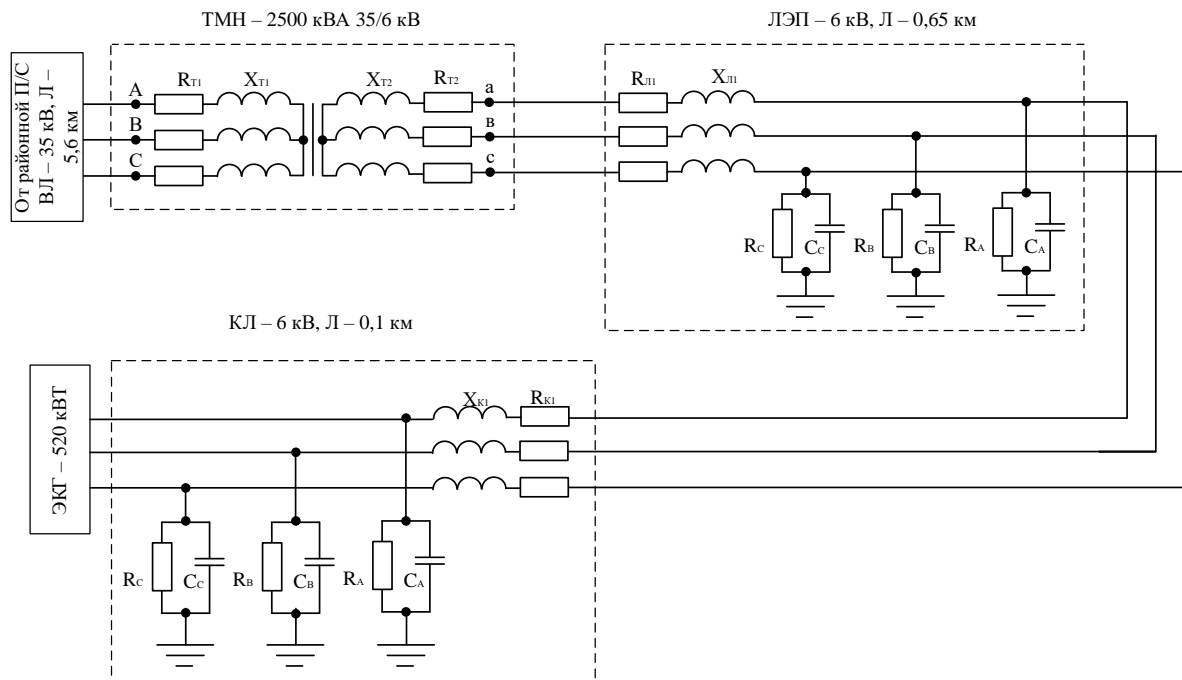 ТМН – 2500 кВА 35/6 кВ
ЛЭП – 6 кВ, Л – 0,65 км
От районной П/С
ВЛ – 35 кВ, Л –
5,6 км
A
B
C
RТ1
XТ1
XТ2
RТ2
a
в
c
RЛ1
XЛ1
RC
CC
RB
CB
RA
CA
КЛ – 6 кВ, Л – 0,1 км
ЭКГ – 520 кВТ
XК1
RК1
RC
CC
RB
CB
RA
CA